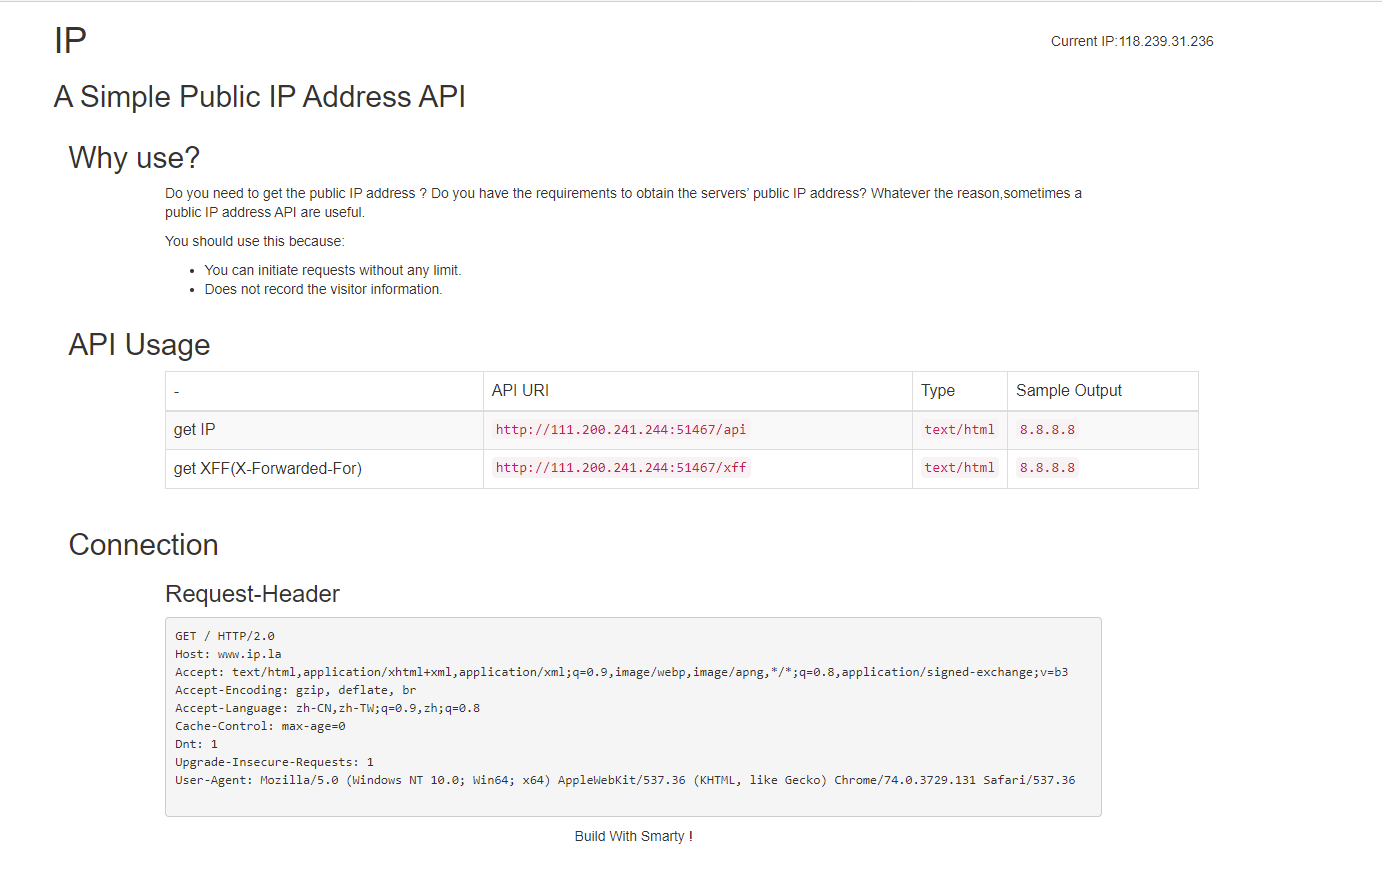 IP
Current IP:118.239.31.236
A Simple Public IP Address API
Why use?
Do you need to get the public IP address ? Do you have the requirements to obtain the servers’ public IP address? Whatever the reason,sometimes a
public IP address API are useful.
You should use this because:
• You can initiate requests without any limit.
• Does not record the visitor information.
API Usage
- API URI Type Sample Output
get IP http://111.200.241.244:51467/api text/html 8.8.8.8
get XFF(X-Forwarded-For) http://111.200.241.244:51467/xff text/html 8.8.8.8
Connection
Request-Header
GET / HTTP/2.0
Host: www.ip.la
Accept: text/html,application/xhtml+xml,application/xml;q=0.9,image/webp,image/apng,*/*;q=0.8,application/signed-exchange;v=b3
Accept-Encoding: gzip, deflate, br
Accept-Language: zh-CN,zh-TW;q=0.9,zh;q=0.8
Cache-Control: max-age=0
Dnt: 1
Upgrade-Insecure-Requests: 1
User-Agent: Mozilla/5.0 (Windows NT 10.0; Win64; x64) AppleWebKit/537.36 (KHTML, like Gecko) Chrome/74.0.3729.131 Safari/537.36
Build With Smarty !